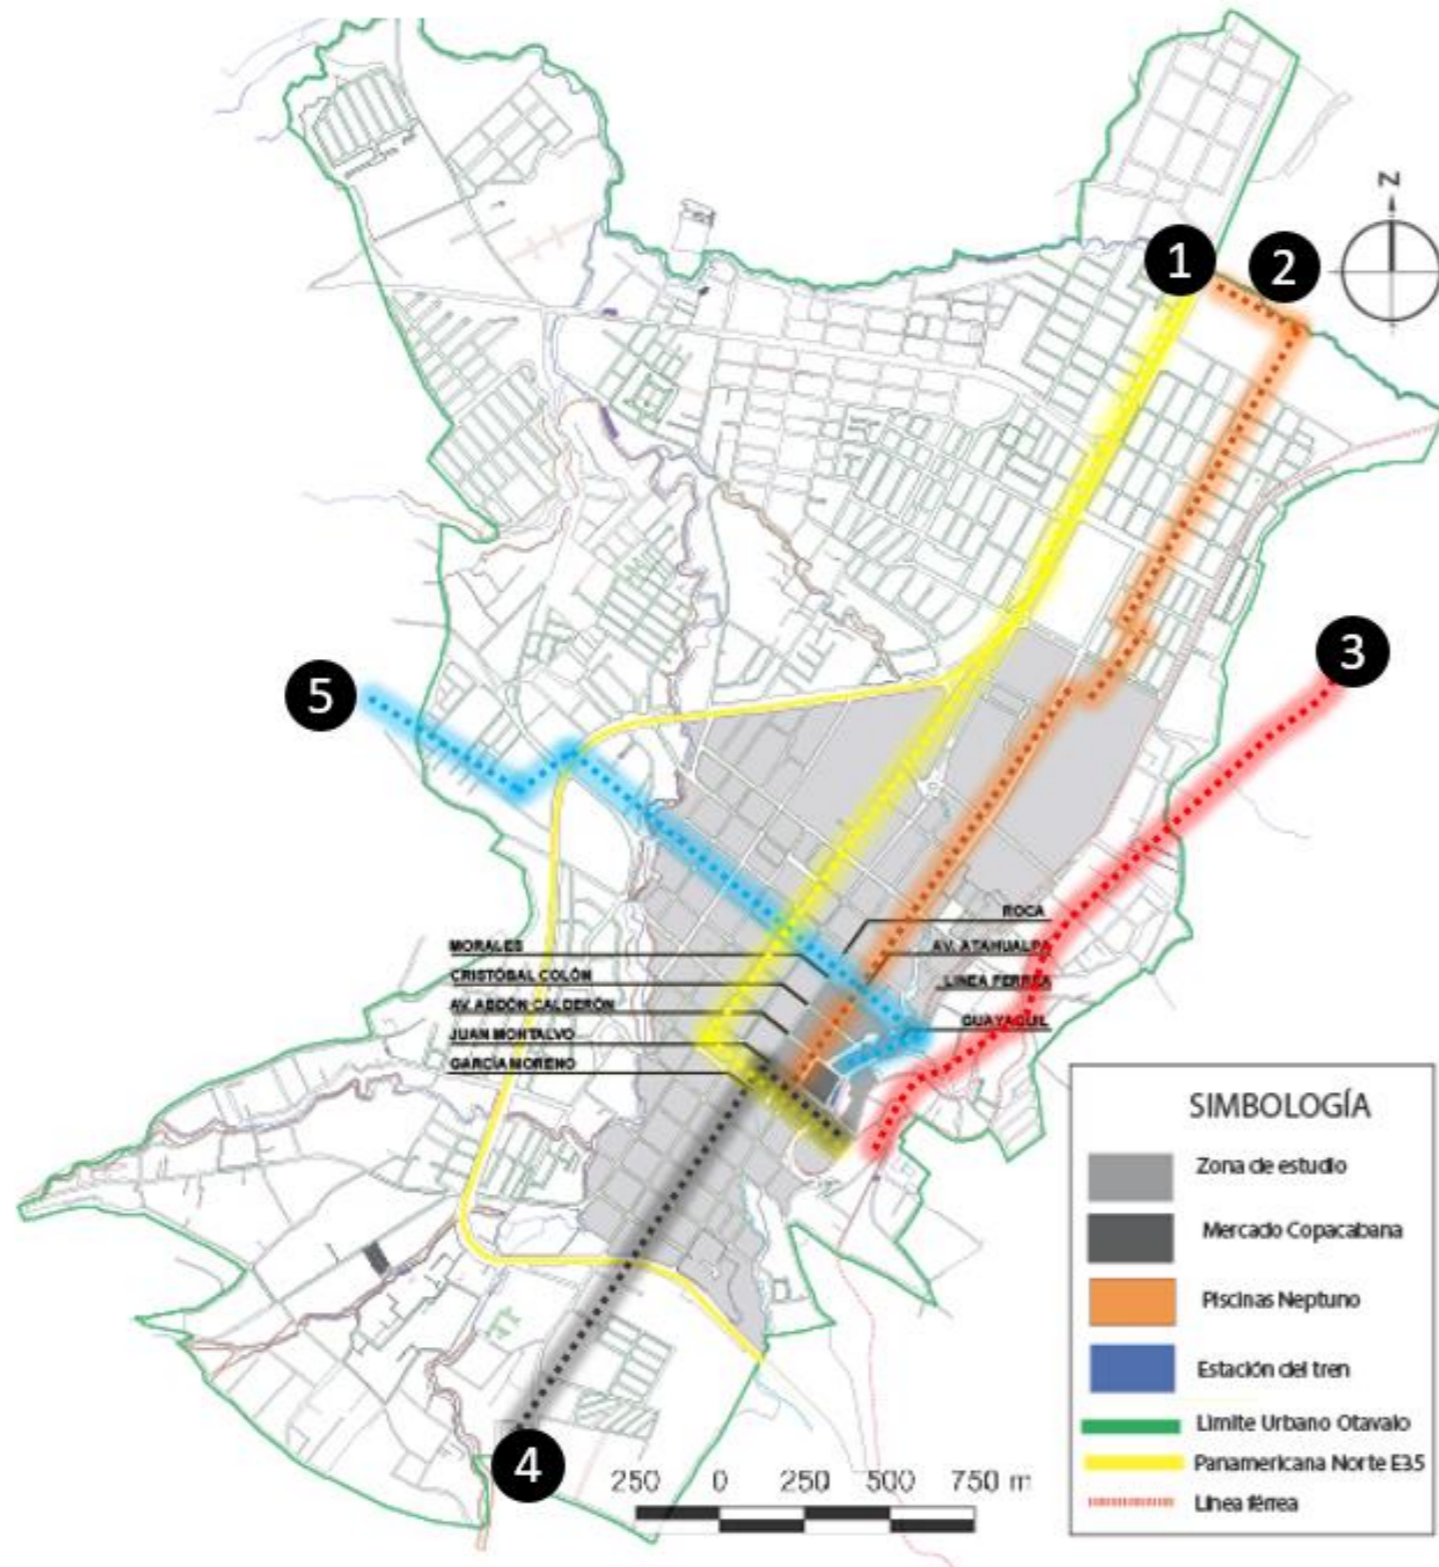 Z
1
2
3
5
ROCA
MORALES
AV. ATAHUALPA
CRISTÓBAL COLÓN
LINEA FERREA
AV. ABDÓN CALDERÓN
GUAYAQUIL
JUAN MONTALVO
GARCÍA MORENO
SIMBOLOGÍA
Zona de estudio
Mercado Copacabana
Piscinas Neptuno
Estación del tren
Limite Urbano Otavalo
Panamericana Norte E35
Línea férrea
4
250 0 250 500 750 m